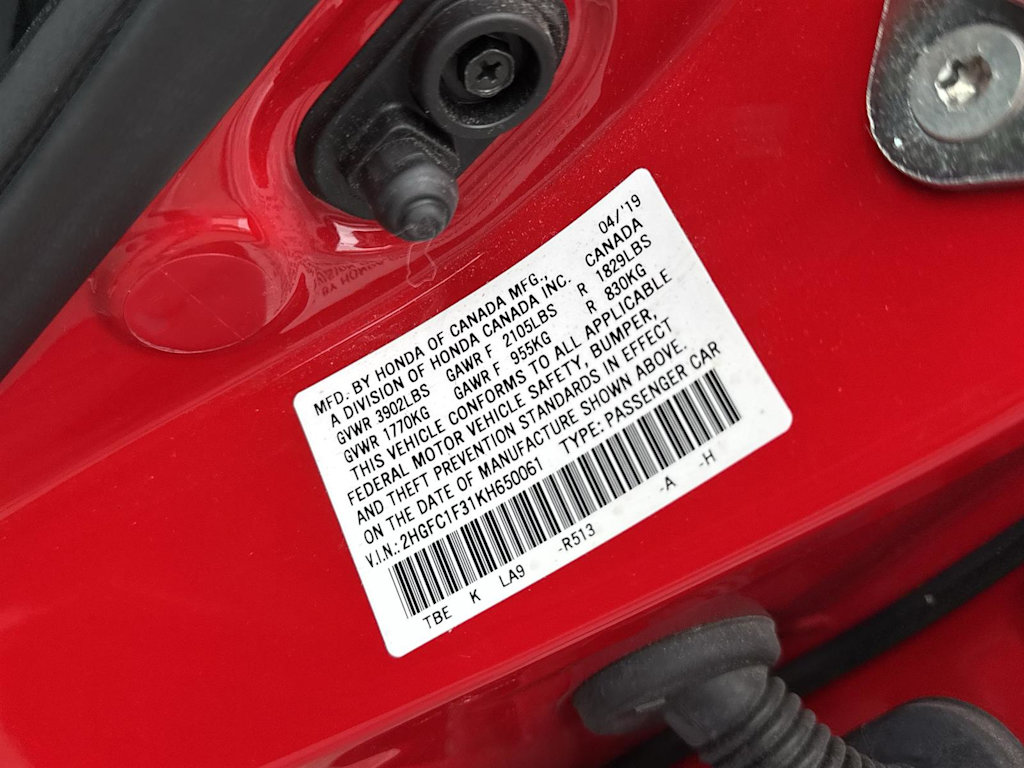 MFD. BY HONDA OF CANADA MFG., 04/'19
A DIVISION OF HONDA CANADA INC. CANADA
GVWR 3902LBS GAWR F 2105LBS R 1829LBS
GVWR 1770KG GAWR F 955KG R 830KG
THIS VEHICLE CONFORMS TO ALL APPLICABLE
FEDERAL MOTOR VEHICLE SAFETY, BUMPER,
AND THEFT PREVENTION STANDARDS IN EFFECT
ON THE DATE OF MANUFACTURE SHOWN ABOVE.
V.I.N.: 2HGFC1F31KH650061 TYPE: PASSENGER CAR
TBE K LA9 -R513 -A -H